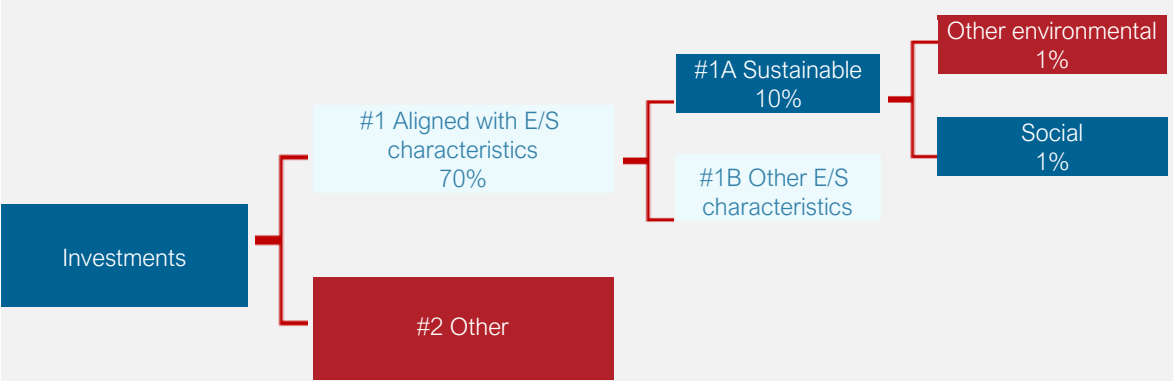 Investments
#1 Aligned with E/S
characteristics
70%
#2 Other
#1A Sustainable
10%
#1B Other E/S
characteristics
Other environmental
1%
Social
1%